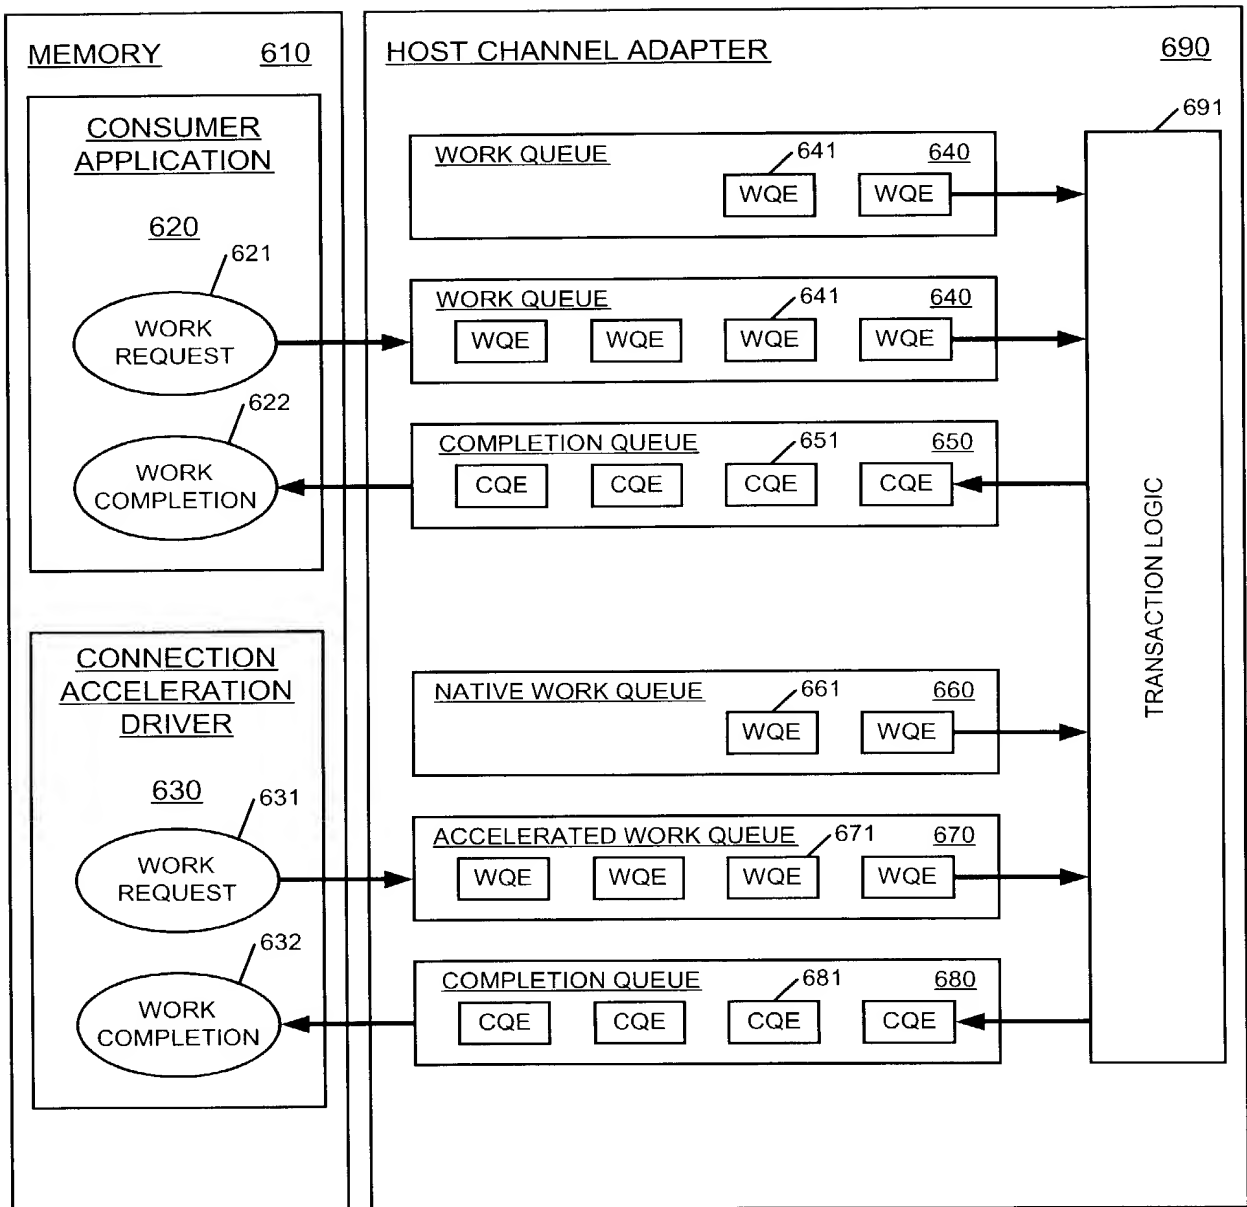 MEMORY 610
CONSUMER
APPLICATION
620
621
WORK
REQUEST
622
WORK
COMPLETION
CONNECTION
ACCELERATION
DRIVER
630
631
WORK
REQUEST
632
WORK
COMPLETION
HOST CHANNEL ADAPTER 690
691
WORK QUEUE 641 640
WQE WQE
WORK QUEUE 641 640
WQE WQE WQE WQE
COMPLETION QUEUE 651 650
CQE CQE CQE CQE
NATIVE WORK QUEUE 661 660
WQE WQE
ACCELERATED WORK QUEUE 671 670
WQE WQE WQE WQE
COMPLETION QUEUE 681 680
CQE CQE CQE CQE
TRANSACTION LOGIC